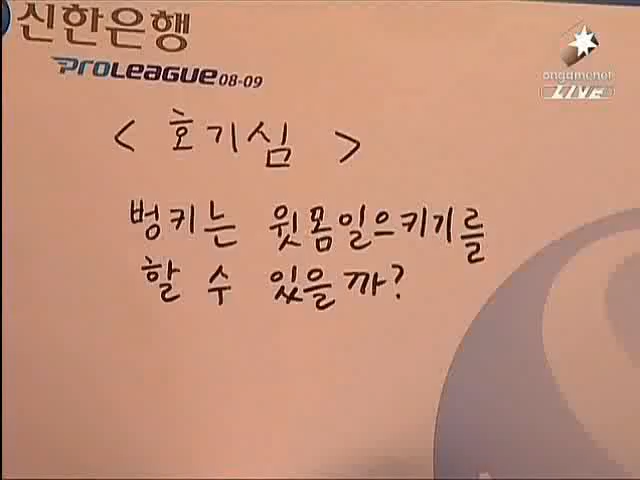 신한은행
PROLEAGUE 08-09
ongamenet
LIVE
< 호기심 >
벙키는 윗몸일으키기를
할 수 있을까?